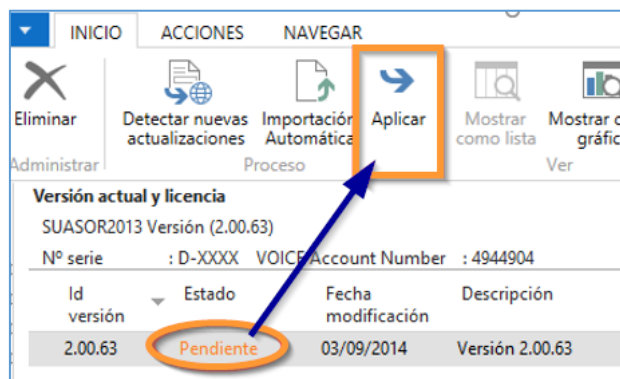 INICIO ACCIONES NAVEGAR
Eliminar Detectar nuevas actualizaciones Importación Automática Aplicar Mostrar como lista Mostrar gráfic
Administrar Proceso Ver
Versión actual y licencia
SUASOR2013 Versión (2.00.63)
Nº serie : D-XXXX VOICE Account Number : 4944904
Id versión Estado Fecha modificación Descripción
2.00.63 Pendiente 03/09/2014 Versión 2.00.63